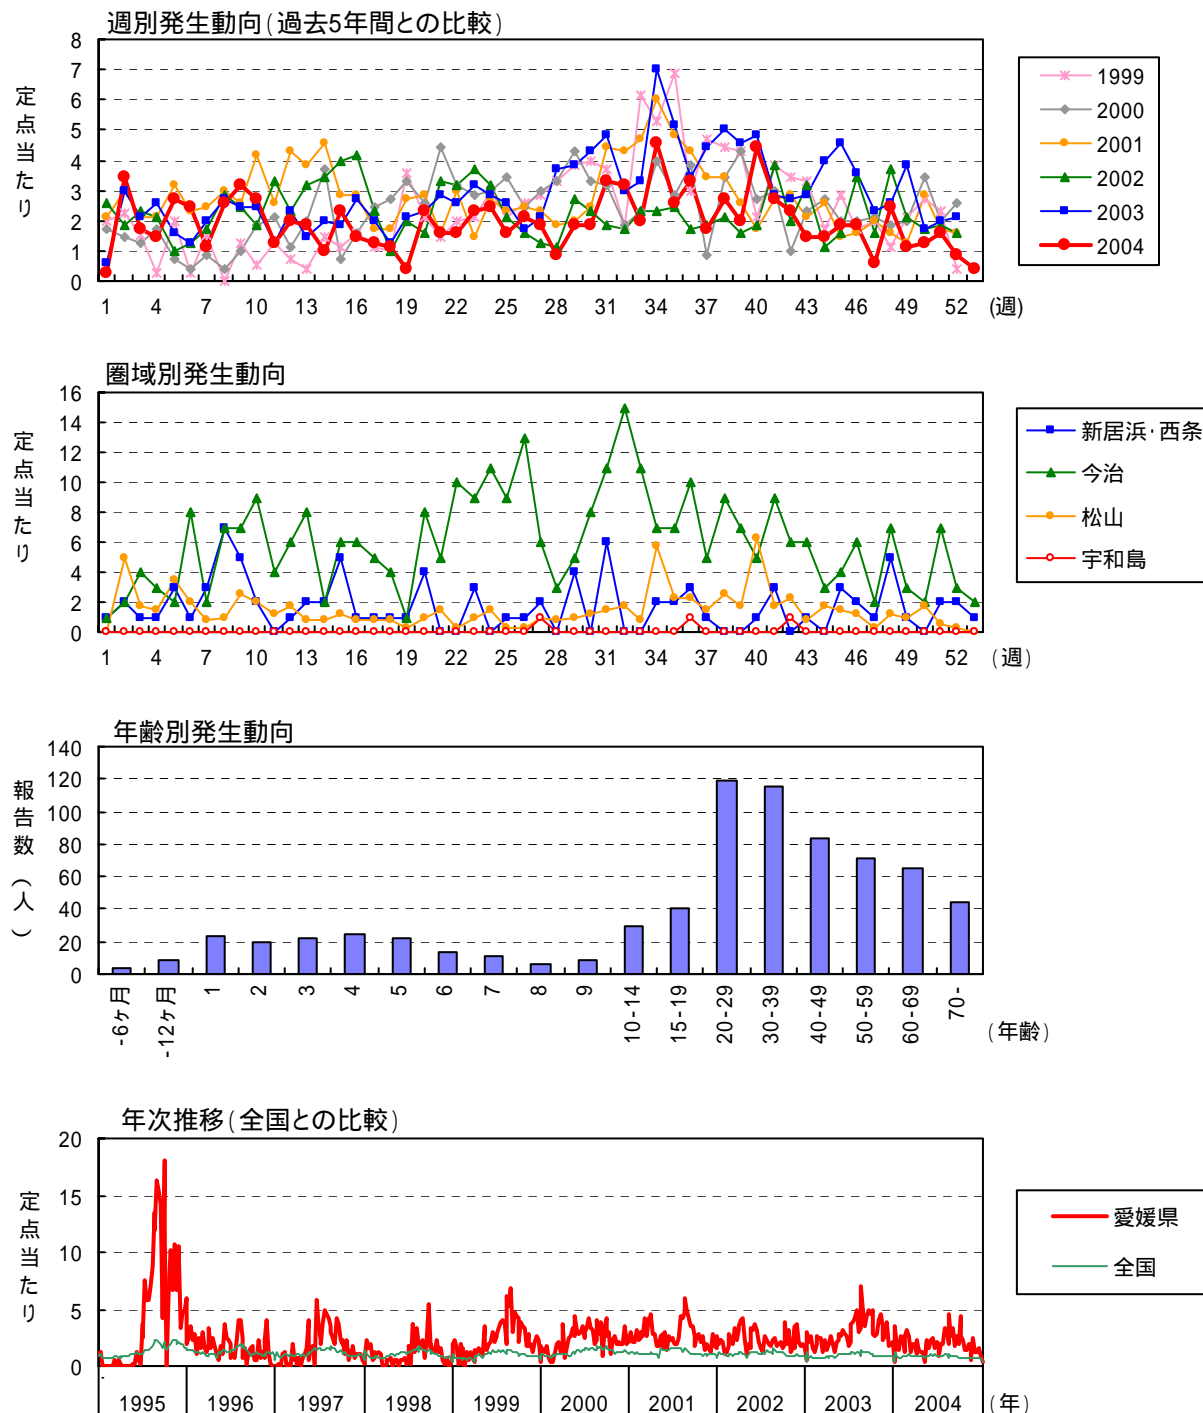 週別発生動向(過去5年間との比較)
8
7
6
5
4
3
2
1
0
定点当たり
1 4 7 10 13 16 19 22 25 28 31 34 37 40 43 46 49 52 (週)
1999
2000
2001
2002
2003
2004
圏域別発生動向
16
14
12
10
8
6
4
2
0
定点当たり
1 4 7 10 13 16 19 22 25 28 31 34 37 40 43 46 49 52 (週)
新居浜・西条
今治
松山
宇和島
年齢別発生動向
140
120
100
80
60
40
20
0
報告数(人)
-6ヶ月 -12ヶ月 1 2 3 4 5 6 7 8 9 10-14 15-19 20-29 30-39 40-49 50-59 60-69 70- (年齢)
年次推移(全国との比較)
20
15
10
5
0
定点当たり
1995 1996 1997 1998 1999 2000 2001 2002 2003 2004 (年)
愛媛県
全国